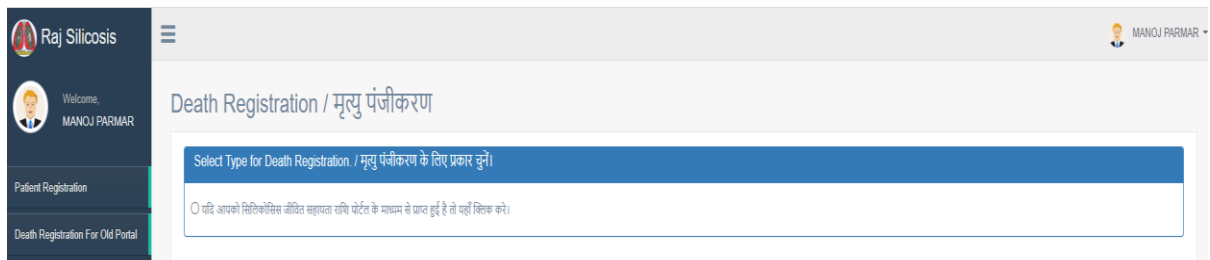 Raj Silicosis
MANOJ PARMAR
Welcome,
MANOJ PARMAR
Death Registration / मृत्यु पंजीकरण
Select Type for Death Registration. / मृत्यु पंजीकरण के लिए प्रकार चुनें।
यदि आपको सिलिकोसिस जीवित सहायता राशि पोर्टल के माध्यम से प्राप्त हुई है तो यहाँ क्लिक करे।
Patient Registration
Death Registration For Old Portal